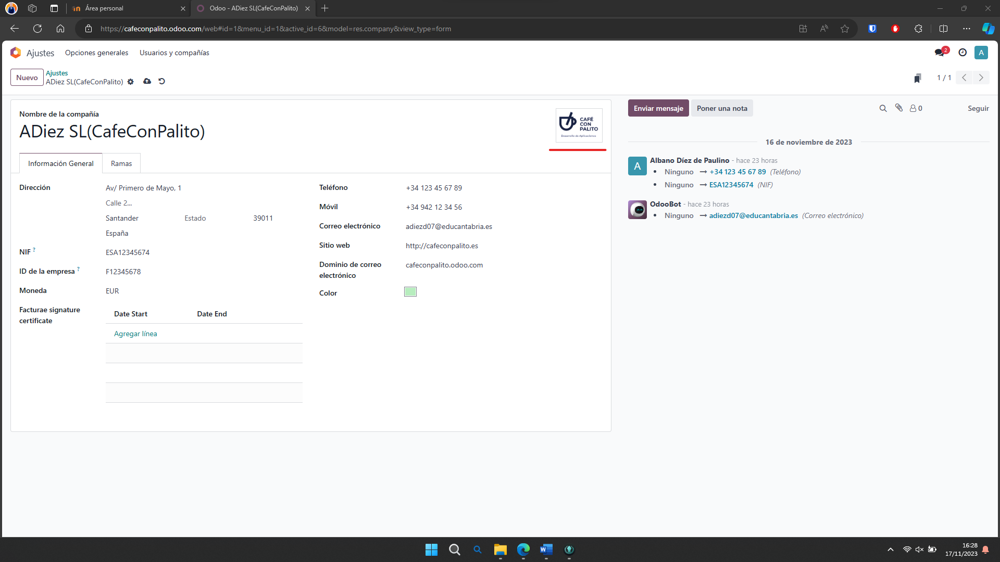 Área personal
Odoo - ADiez SL(CafeConPalito)
https://cafeconpalito.odoo.com/web#id=1&menu_id=1&active_id=6&model=res.company&view_type=form
Ajustes
Opciones generales
Usuarios y compañías
2
A
Nuevo
Ajustes
ADiez SL(CafeConPalito)
1 / 1
Nombre de la compañía
ADiez SL(CafeConPalito)
CAFÉ
CON
PALITO
Desarrollo de Aplicaciones
Información General
Ramas
Dirección
Av/ Primero de Mayo, 1
Calle 2...
Santander
Estado
39011
España
NIF ?
ESA12345674
ID de la empresa ?
F12345678
Moneda
EUR
Facturae signature
certificate
Date Start
Date End
Agregar línea
Teléfono
+34 123 45 67 89
Móvil
+34 942 12 34 56
Correo electrónico
adiezd07@educantabria.es
Sitio web
http://cafeconpalito.es
Dominio de correo
electrónico
cafeconpalito.odoo.com
Color
Enviar mensaje
Poner una nota
0
Seguir
16 de noviembre de 2023
A
Albano Díez de Paulino - hace 23 horas
• Ninguno → +34 123 45 67 89 (Teléfono)
• Ninguno → ESA12345674 (NIF)
OdooBot - hace 23 horas
• Ninguno → adiezd07@educantabria.es (Correo electrónico)
W
16:28
17/11/2023